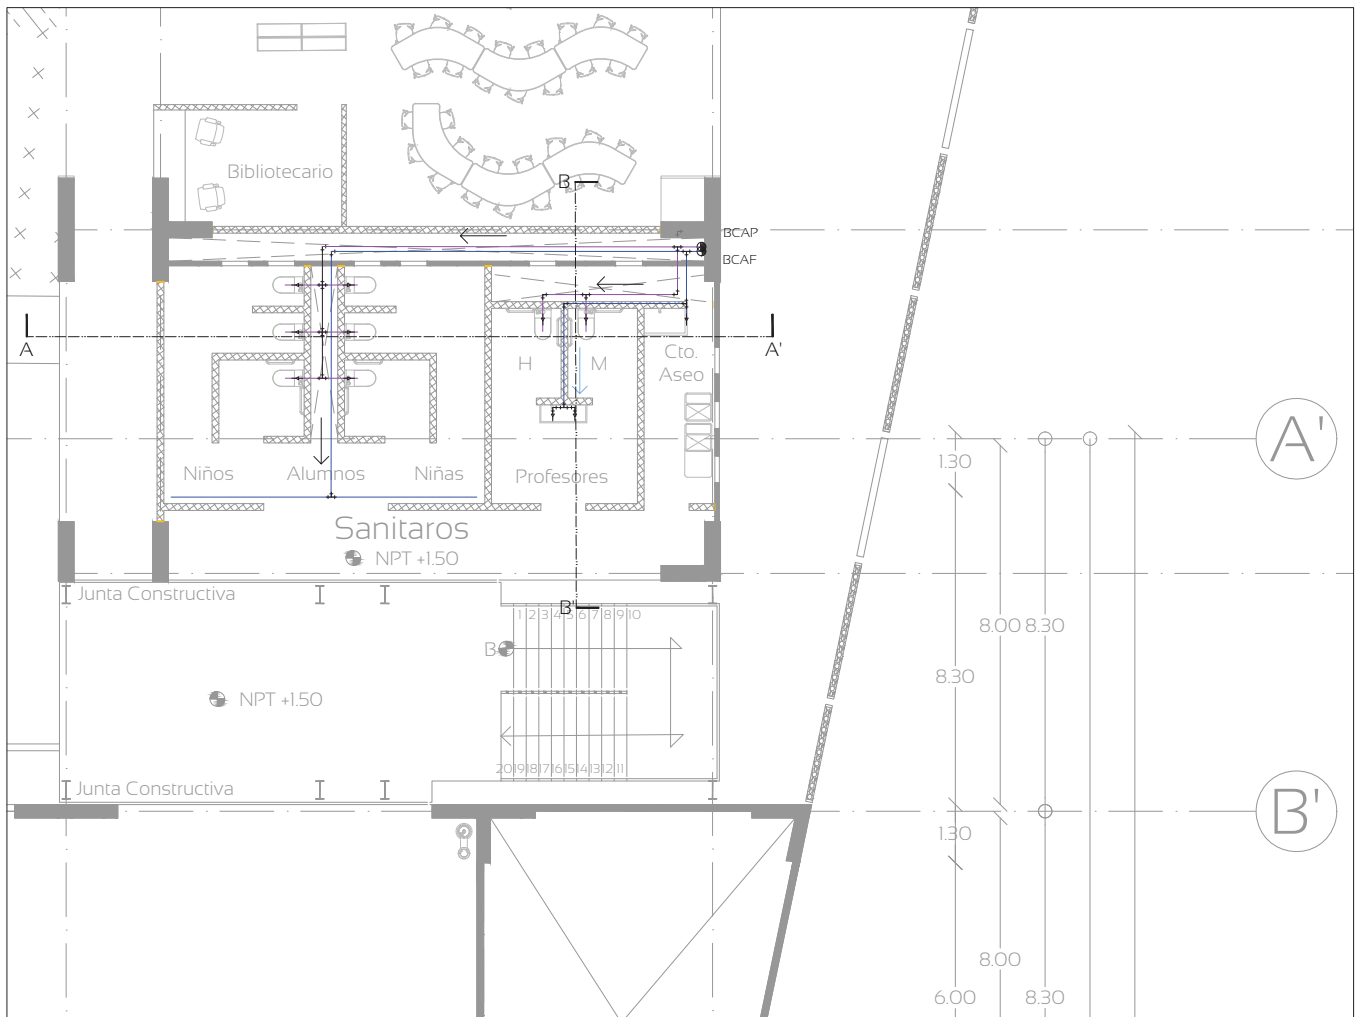 Bibliotecario
B
BCAP
BCAF
A
A'
H
M
Cto.
Aseo
Niños
Alumnos
Niñas
Profesores
Sanitaros
NPT +1.50
Junta Constructiva
B'
1 2 3 4 5 6 7 8 9 10
B
NPT +1.50
20 19 18 17 16 15 14 13 12 11
Junta Constructiva
A'
1.30
8.00
8.30
8.30
B'
1.30
8.00
6.00
8.30